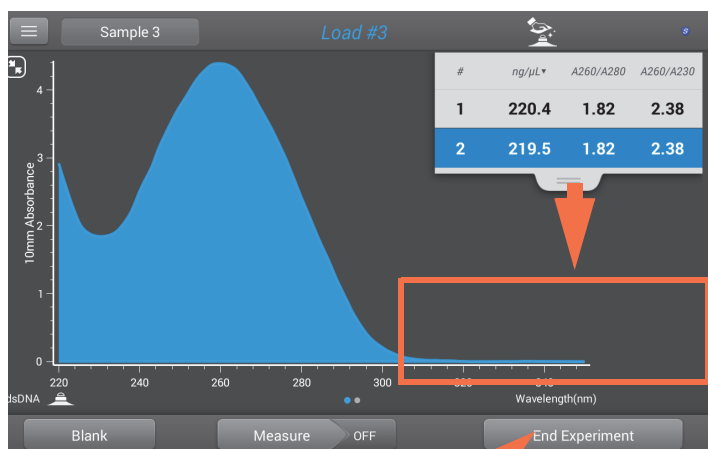 Sample 3
Load #3
# ng/µL▾ A260/A280 A260/A230
1 220.4 1.82 2.38
2 219.5 1.82 2.38
10mm Absorbance
4
3
2
1
0
220 240 260 280 300
Wavelength(nm)
Blank
Measure
OFF
End Experiment